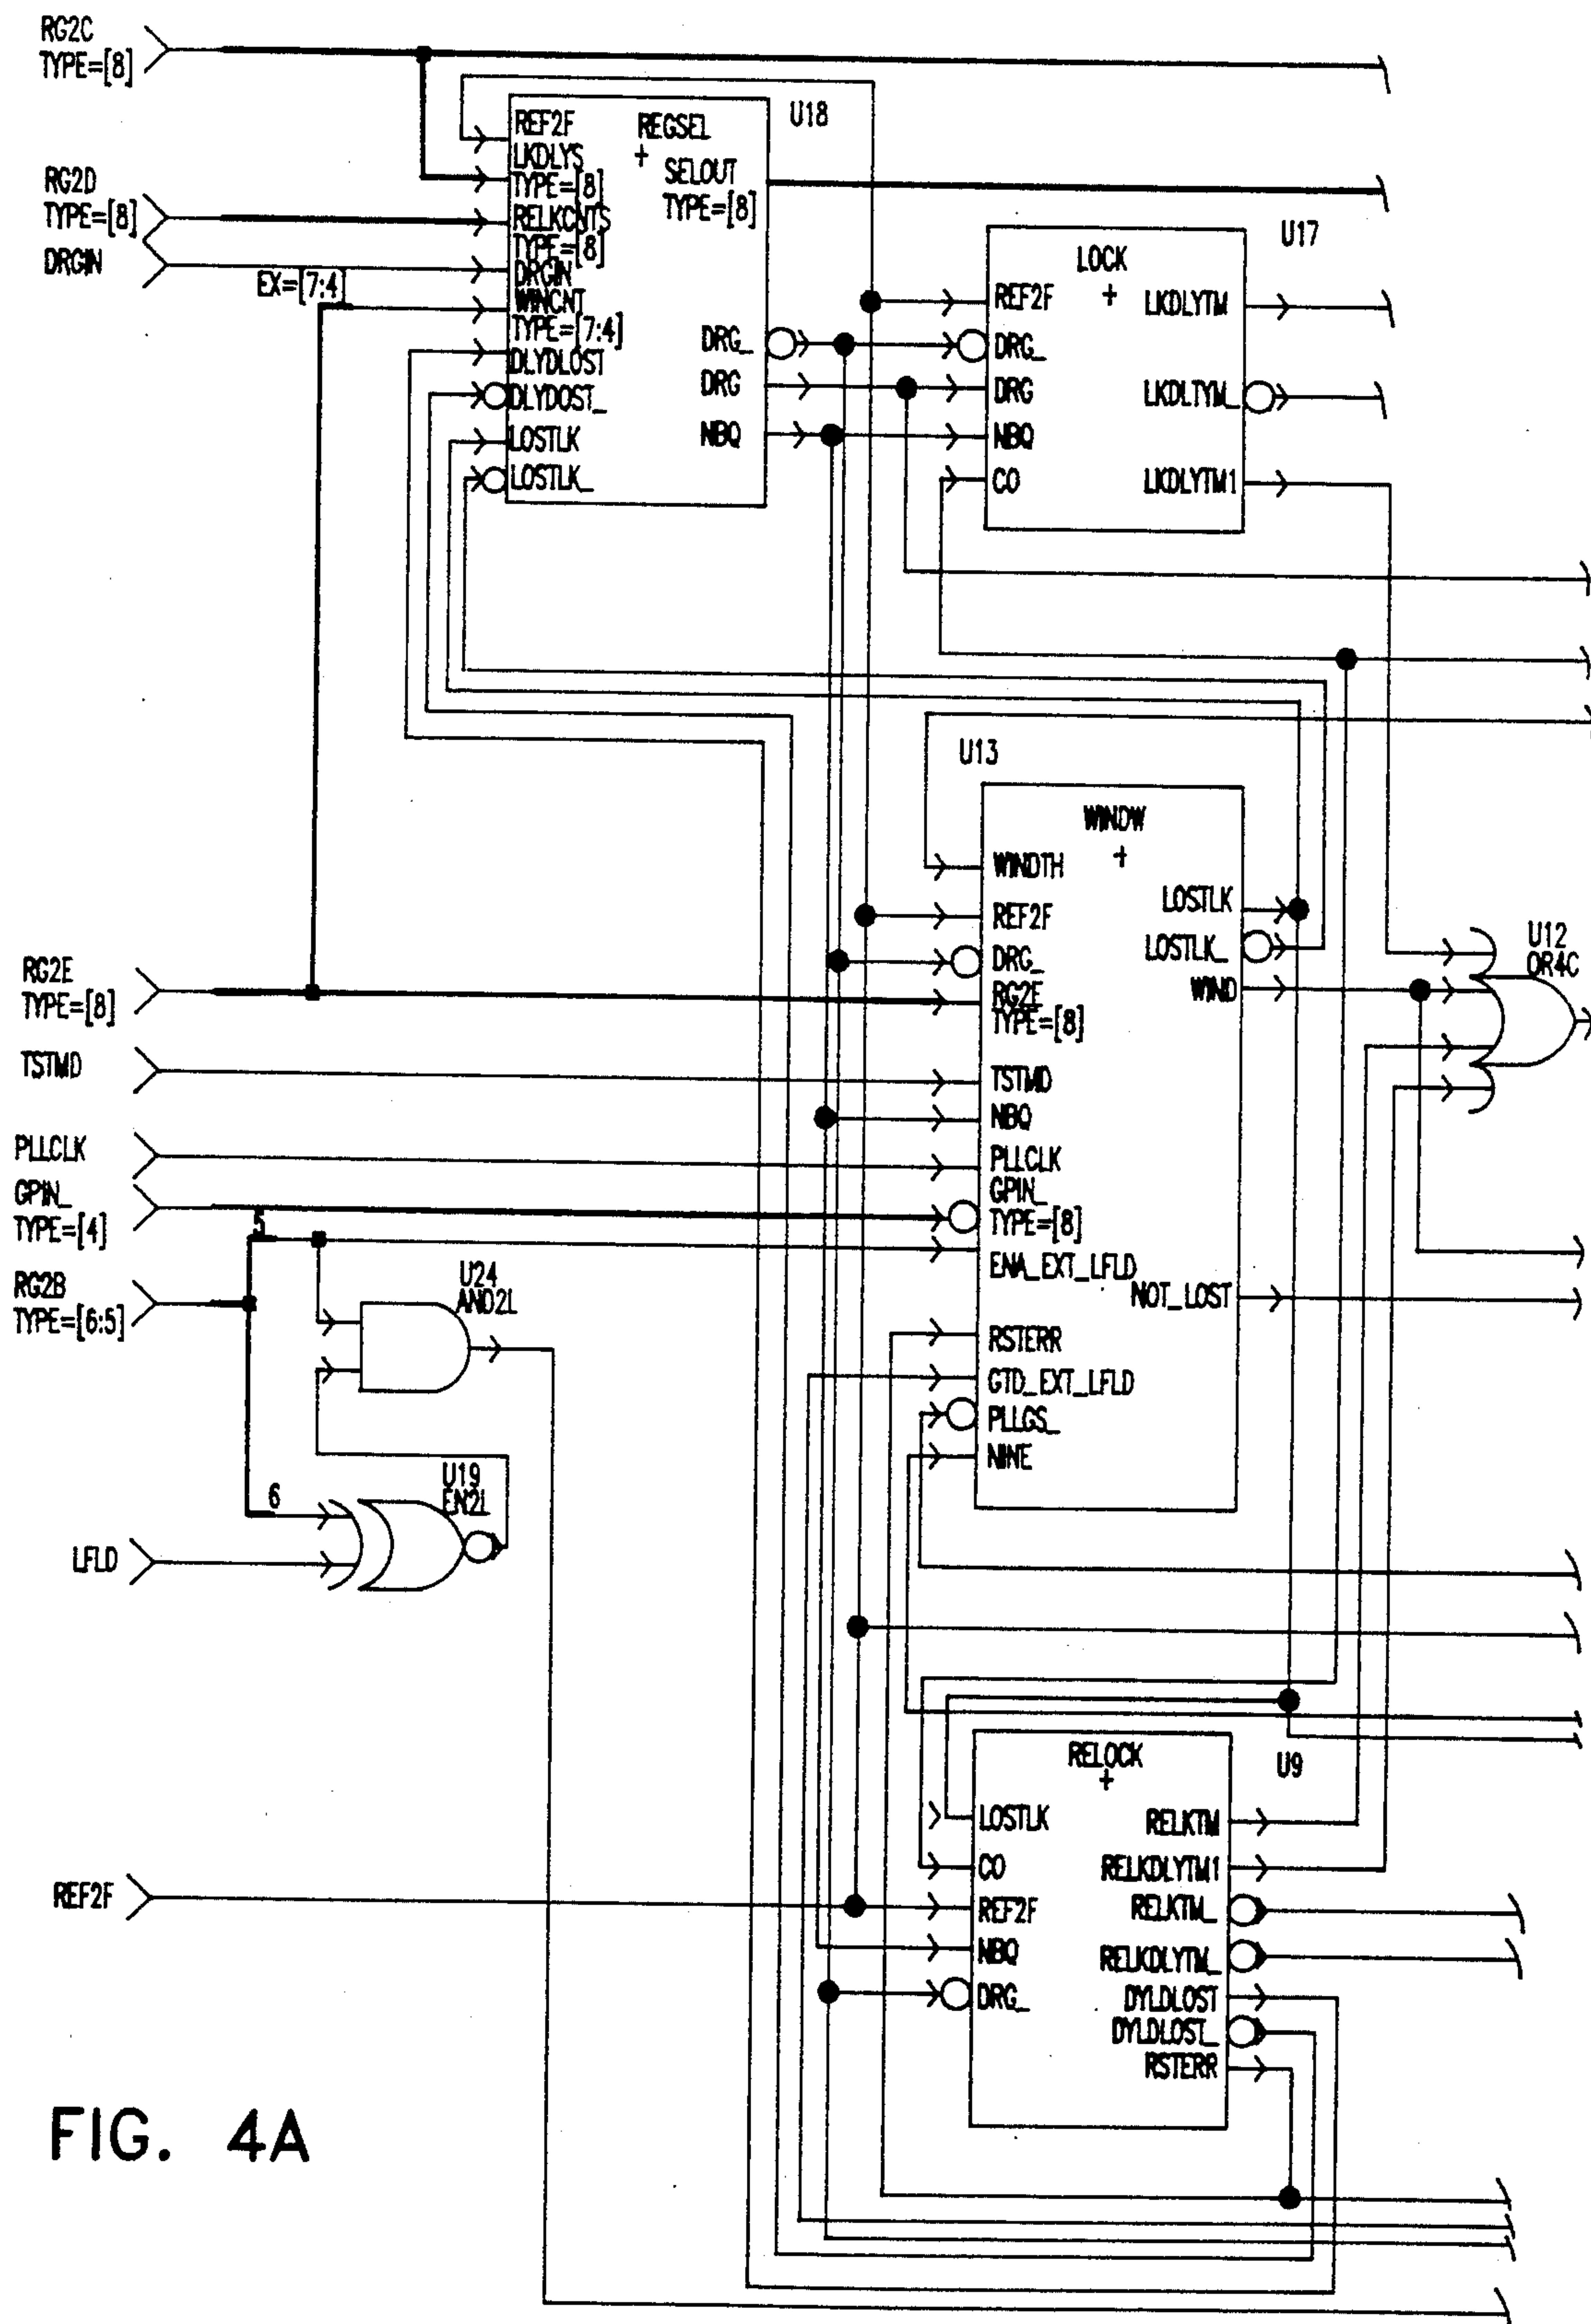 RG2C
TYPE=[8]
RG2D
TYPE=[8]
DRGIN
EX=[7:4]
U18
REGSEL
+
REF2F
LKDLYS
TYPE=[8]
RELKCNTS
TYPE=[8]
DRGIN
WINCNT
TYPE=[7:4]
DLYDLOST
DLYDOST_
LOSTLK
LOSTLK_
SELOUT
TYPE=[8]
DRG_
DRG
NBQ
U17
LOCK
+
REF2F
DRG_
DRG
NBQ
CO
LKDLYTM
LKDLTYM_
LKDLYTM1
U13
WINDW
+
WINDTH
REF2F
DRG_
RG2E
TYPE=[8]
TSTMD
NBQ
PLLCLK
GPIN_
TYPE=[8]
ENA_EXT_LFLD
RSTERR
GTD_EXT_LFLD
PLLGS_
NINE
LOSTLK
LOSTLK_
WIND
NOT_LOST
U12
OR4C
RG2E
TYPE=[8]
TSTMD
PLLCLK
GPIN_
TYPE=[4]
5
RG2B
TYPE=[6:5]
U24
AND2L
U19
EN2L
6
LFLD
U9
RELOCK
+
LOSTLK
CO
REF2F
NBQ
DRG_
RELKTM
RELKDLYTM1
RELKTM_
RELKDLYTM_
DYLDLOST
DYLDLOST_
RSTERR
REF2F
FIG. 4A